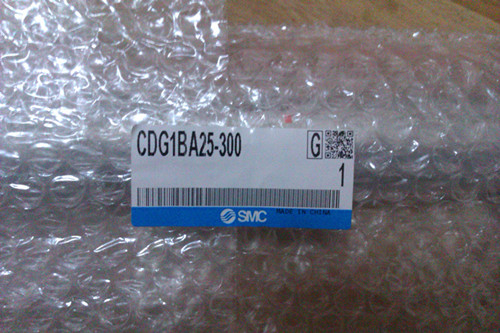 CDG1BA25-300 G
1
SMC MADE IN CHINA